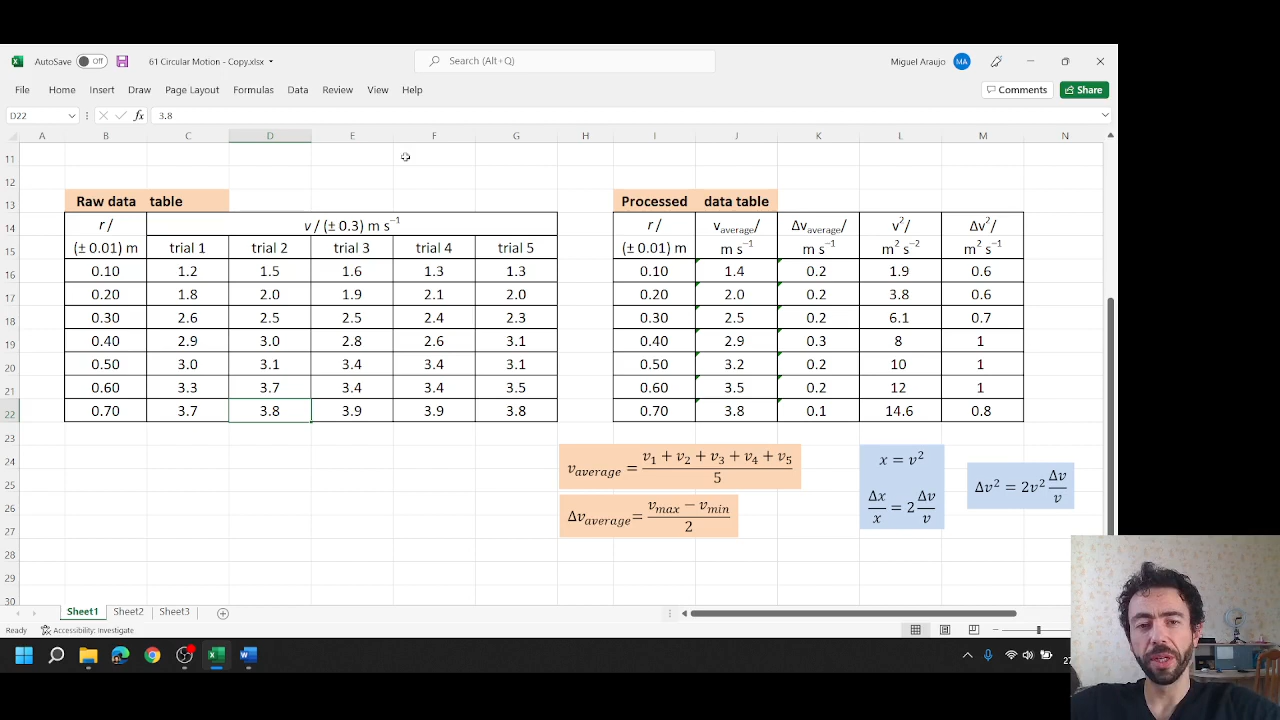 AutoSave Off 61 Circular Motion - Copy.xlsx Search (Alt+Q) Miguel Araujo MA
File Home Insert Draw Page Layout Formulas Data Review View Help Comments Share
D22 fx 3.8
A B C D E F G H I J K L M N
11
12
13 Raw data table Processed data table
14 r / v / (± 0.3) m s⁻¹ r / v_average/ Δv_average/ v²/ Δv²/
15 (± 0.01) m trial 1 trial 2 trial 3 trial 4 trial 5 (± 0.01) m m s⁻¹ m s⁻¹ m² s⁻² m² s⁻¹
16 0.10 1.2 1.5 1.6 1.3 1.3 0.10 1.4 0.2 1.9 0.6
17 0.20 1.8 2.0 1.9 2.1 2.0 0.20 2.0 0.2 3.8 0.6
18 0.30 2.6 2.5 2.5 2.4 2.3 0.30 2.5 0.2 6.1 0.7
19 0.40 2.9 3.0 2.8 2.6 3.1 0.40 2.9 0.3 8 1
20 0.50 3.0 3.1 3.4 3.4 3.1 0.50 3.2 0.2 10 1
21 0.60 3.3 3.7 3.4 3.4 3.5 0.60 3.5 0.2 12 1
22 0.70 3.7 3.8 3.9 3.9 3.8 0.70 3.8 0.1 14.6 0.8
23
24
25
26
27
28
29
30
v_average = (v₁ + v₂ + v₃ + v₄ + v₅) / 5
Δv_average = (v_max − v_min) / 2
x = v²
Δx/x = 2 Δv/v
Δv² = 2v² Δv/v
Sheet1 Sheet2 Sheet3
Ready Accessibility: Investigate
27